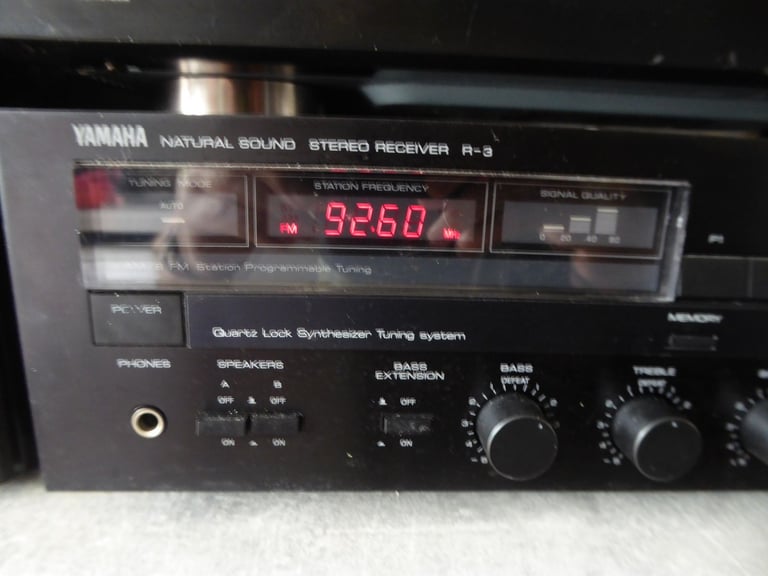 YAMAHA NATURAL SOUND STEREO RECEIVER R-3
TUNING MODE
AUTO
STATION FREQUENCY
FM 92.60 MHz
SIGNAL QUALITY
0 20 40 60
FM Station Programmable Tuning
POWER
Quartz Lock Synthesizer Tuning system
MEMORY
PHONES
SPEAKERS
A B
OFF OFF
ON ON
BASS
EXTENSION
OFF
ON
BASS
DEFEAT
TREBLE
DEFEAT